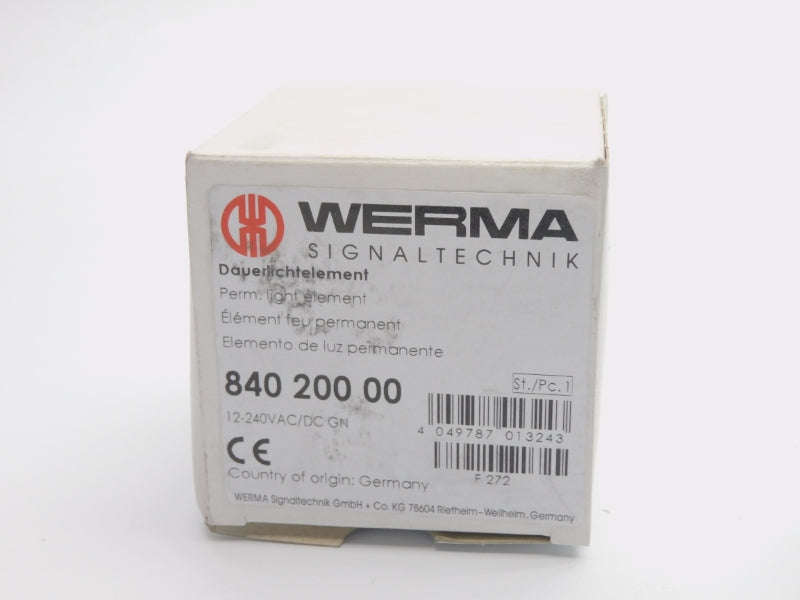 WERMA
SIGNALTECHNIK
Dauerlichtelement
Perm. light element
Élément feu permanent
Elemento de luz permanente
840 200 00
St./Pc. 1
12-240VAC/DC GN
4 049787 013243
CE
F 272
Country of origin: Germany
WERMA Signaltechnik GmbH + Co. KG 78604 Rietheim-Weilheim. Germany